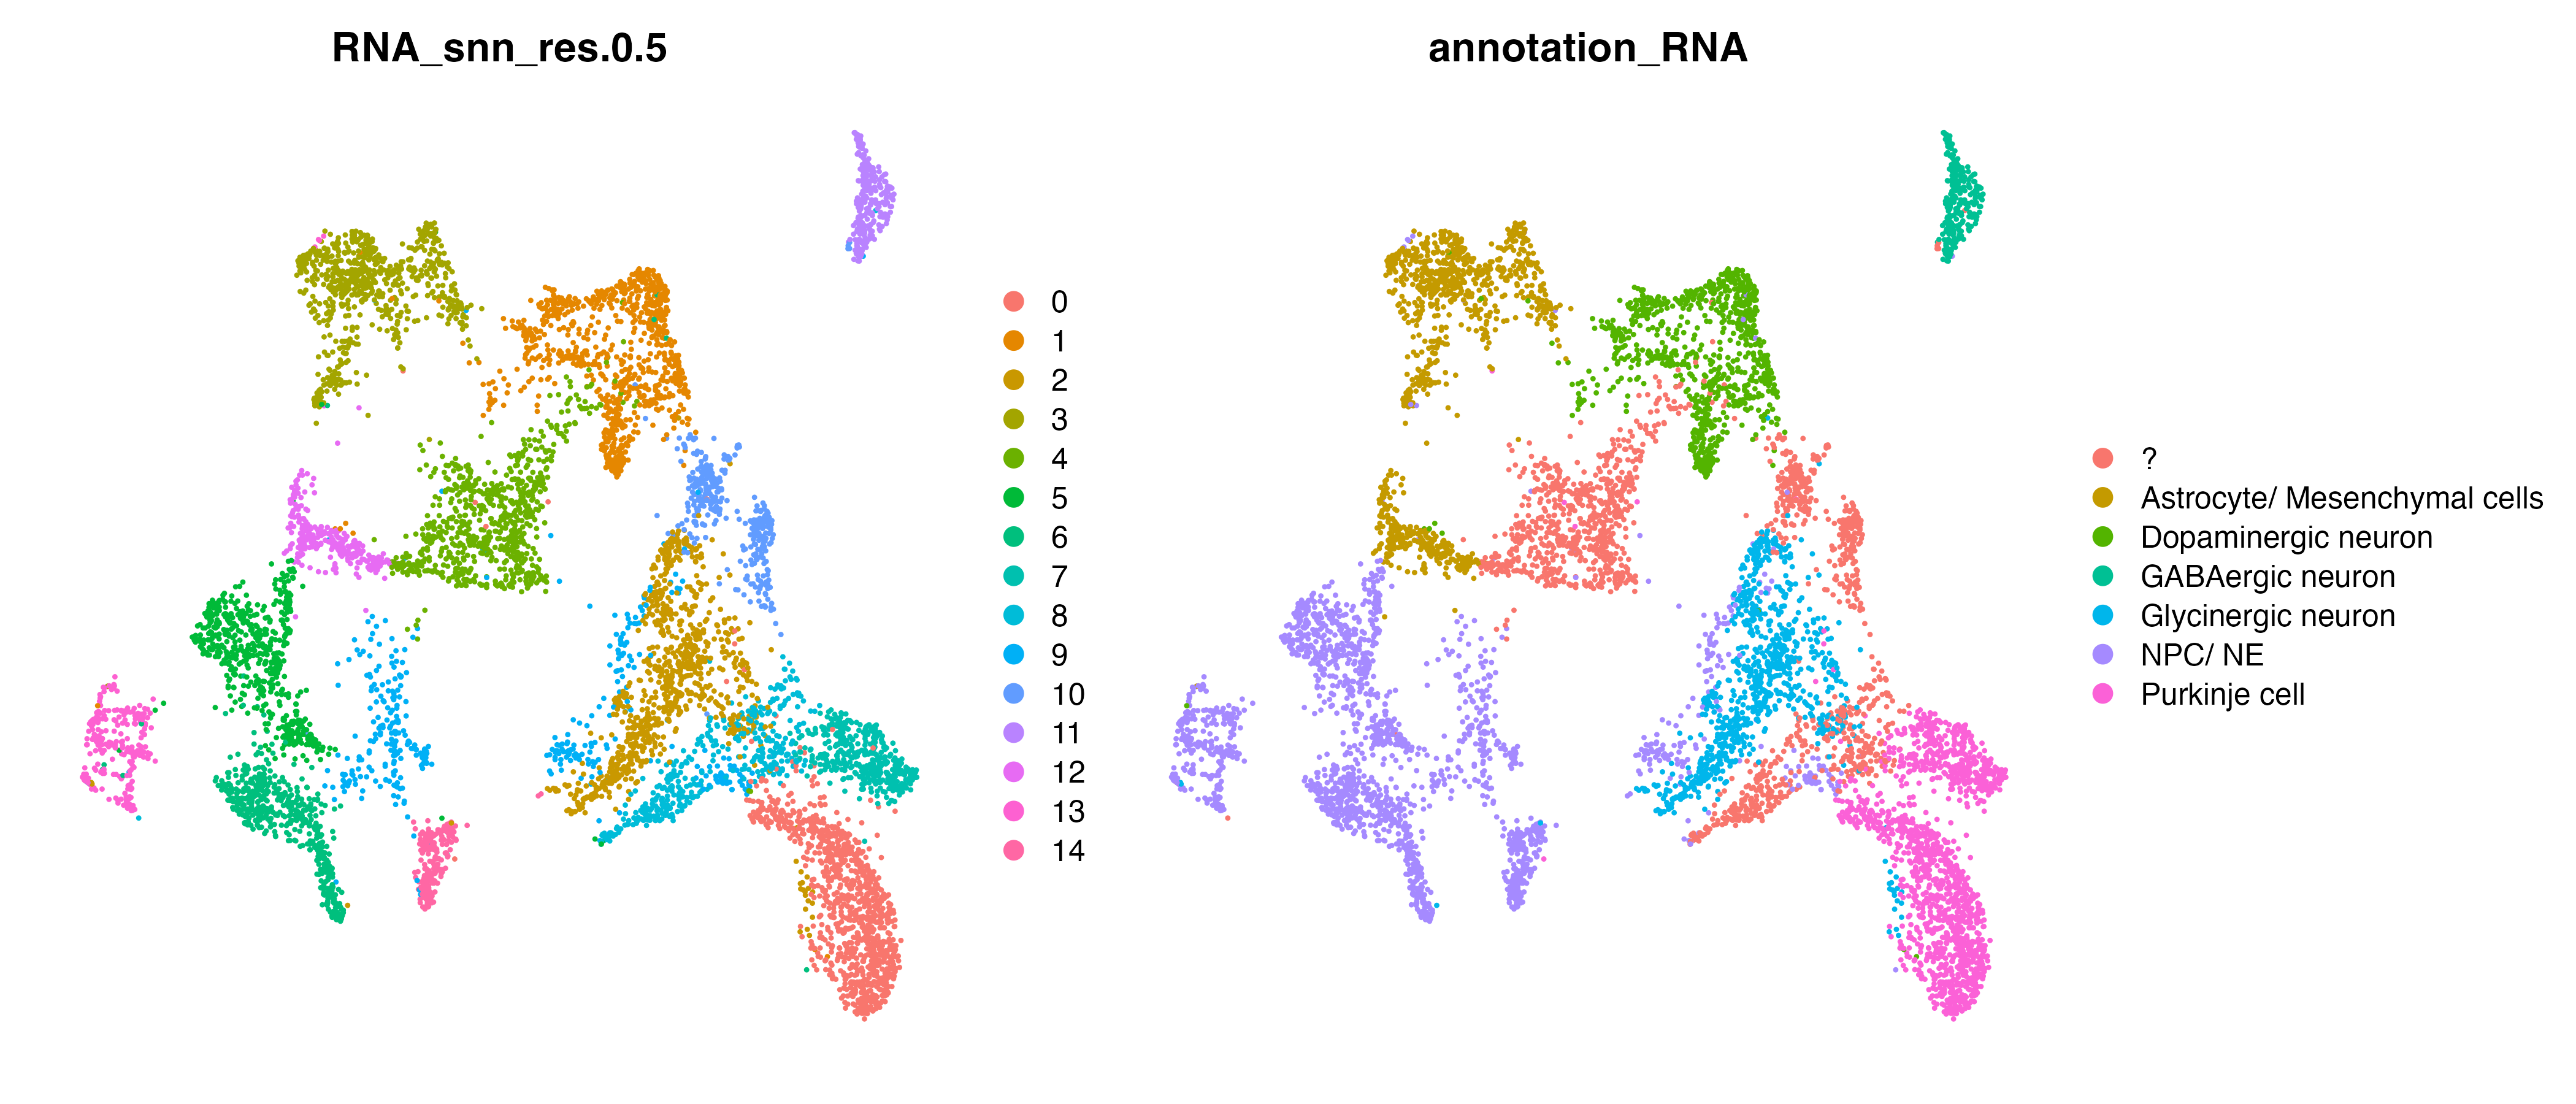 RNA_snn_res.0.5
0
1
2
3
4
5
6
7
8
9
10
11
12
13
14
annotation_RNA
?
Astrocyte/ Mesenchymal cells
Dopaminergic neuron
GABAergic neuron
Glycinergic neuron
NPC/ NE
Purkinje cell